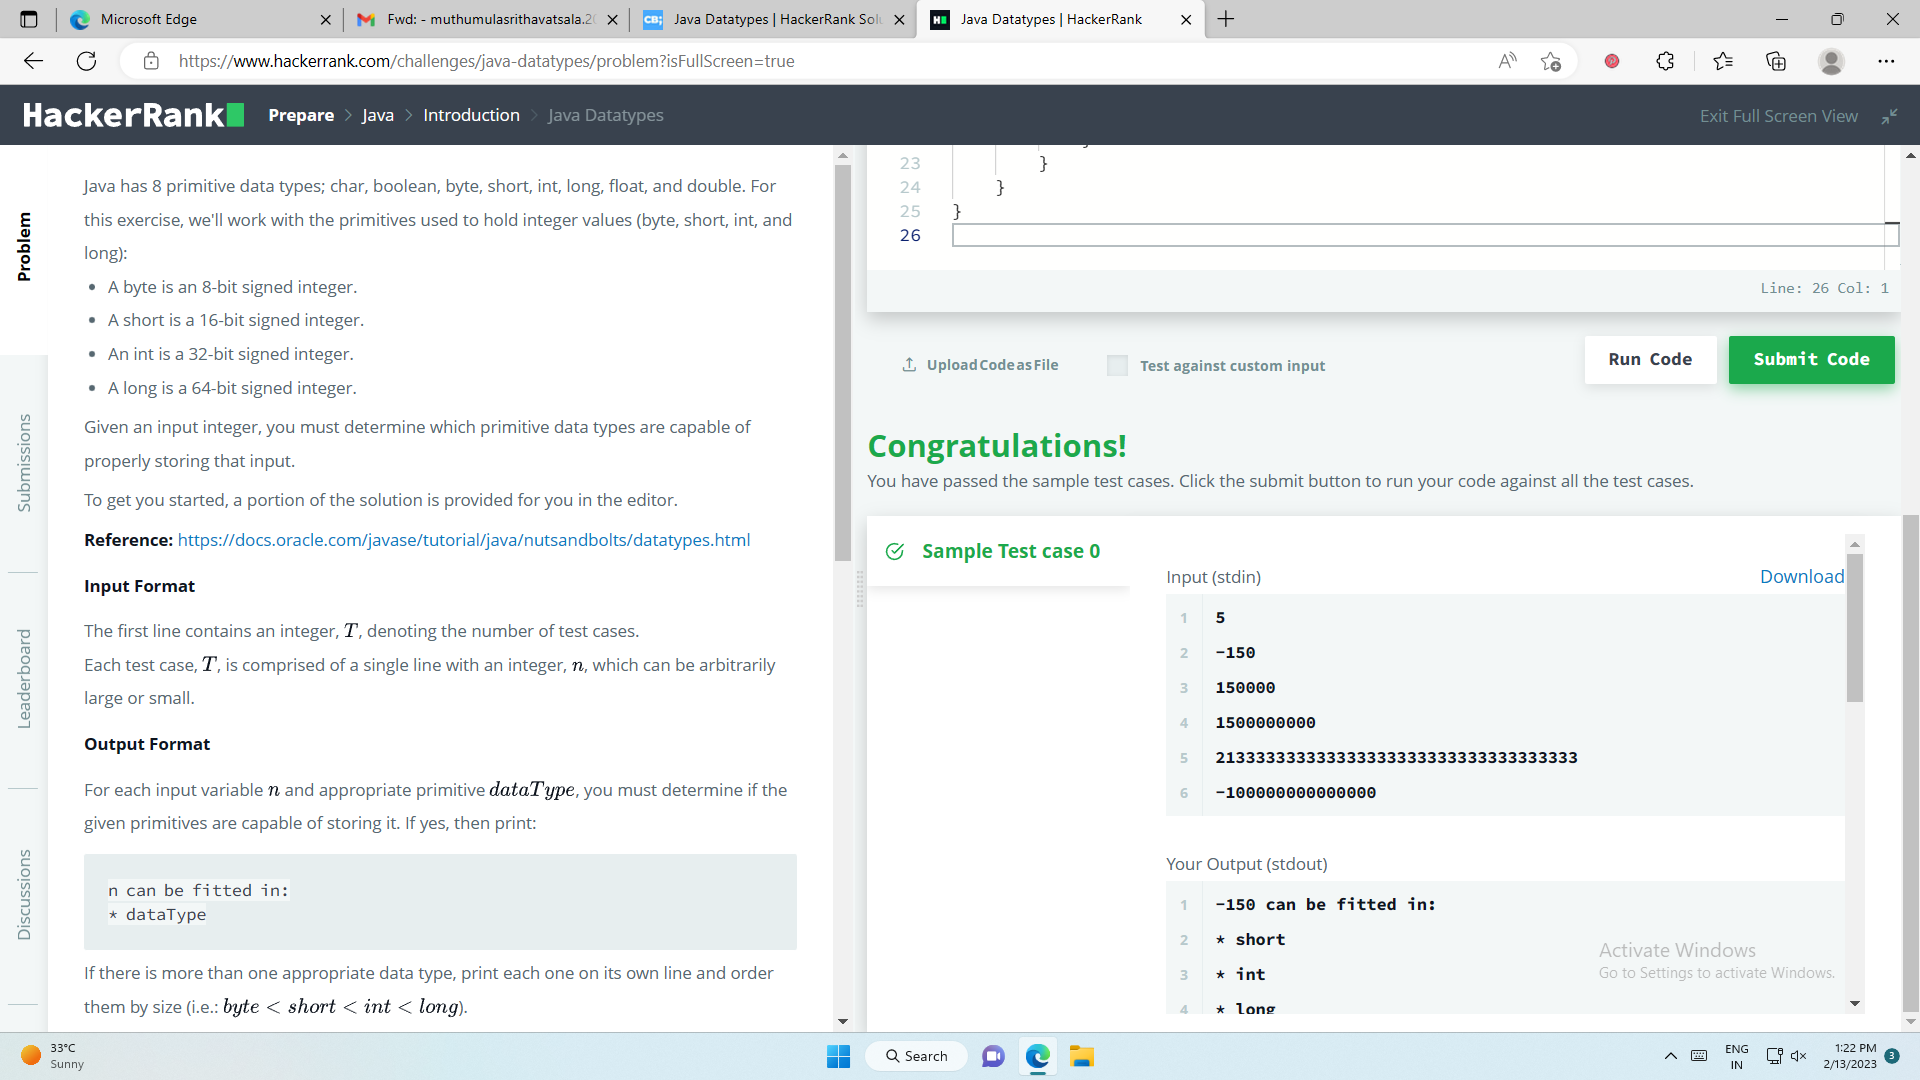 Microsoft Edge
Fwd: - muthumulasrithavatsala.20
Java Datatypes | HackerRank Solu
Java Datatypes | HackerRank
https://www.hackerrank.com/challenges/java-datatypes/problem?isFullScreen=true
HackerRank
Prepare > Java > Introduction > Java Datatypes
Exit Full Screen View
Problem
Submissions
Leaderboard
Discussions
Java has 8 primitive data types; char, boolean, byte, short, int, long, float, and double. For
this exercise, we'll work with the primitives used to hold integer values (byte, short, int, and
long):
• A byte is an 8-bit signed integer.
• A short is a 16-bit signed integer.
• An int is a 32-bit signed integer.
• A long is a 64-bit signed integer.
Given an input integer, you must determine which primitive data types are capable of
properly storing that input.
To get you started, a portion of the solution is provided for you in the editor.
Reference: https://docs.oracle.com/javase/tutorial/java/nutsandbolts/datatypes.html
Input Format
The first line contains an integer, T, denoting the number of test cases.
Each test case, T, is comprised of a single line with an integer, n, which can be arbitrarily
large or small.
Output Format
For each input variable n and appropriate primitive dataType, you must determine if the
given primitives are capable of storing it. If yes, then print:
n can be fitted in:
* dataType
If there is more than one appropriate data type, print each one on its own line and order
them by size (i.e.: byte < short < int < long).
23 }
24 }
25 }
26
Line: 26 Col: 1
Upload Code as File
Test against custom input
Run Code
Submit Code
Congratulations!
You have passed the sample test cases. Click the submit button to run your code against all the test cases.
Sample Test case 0
Input (stdin)
Download
1 5
2 -150
3 150000
4 1500000000
5 213333333333333333333333333333333333
6 -100000000000000
Your Output (stdout)
1 -150 can be fitted in:
2 * short
3 * int
4 * long
Activate Windows
Go to Settings to activate Windows.
33°C
Sunny
Search
ENG
IN
1:22 PM
2/13/2023
3